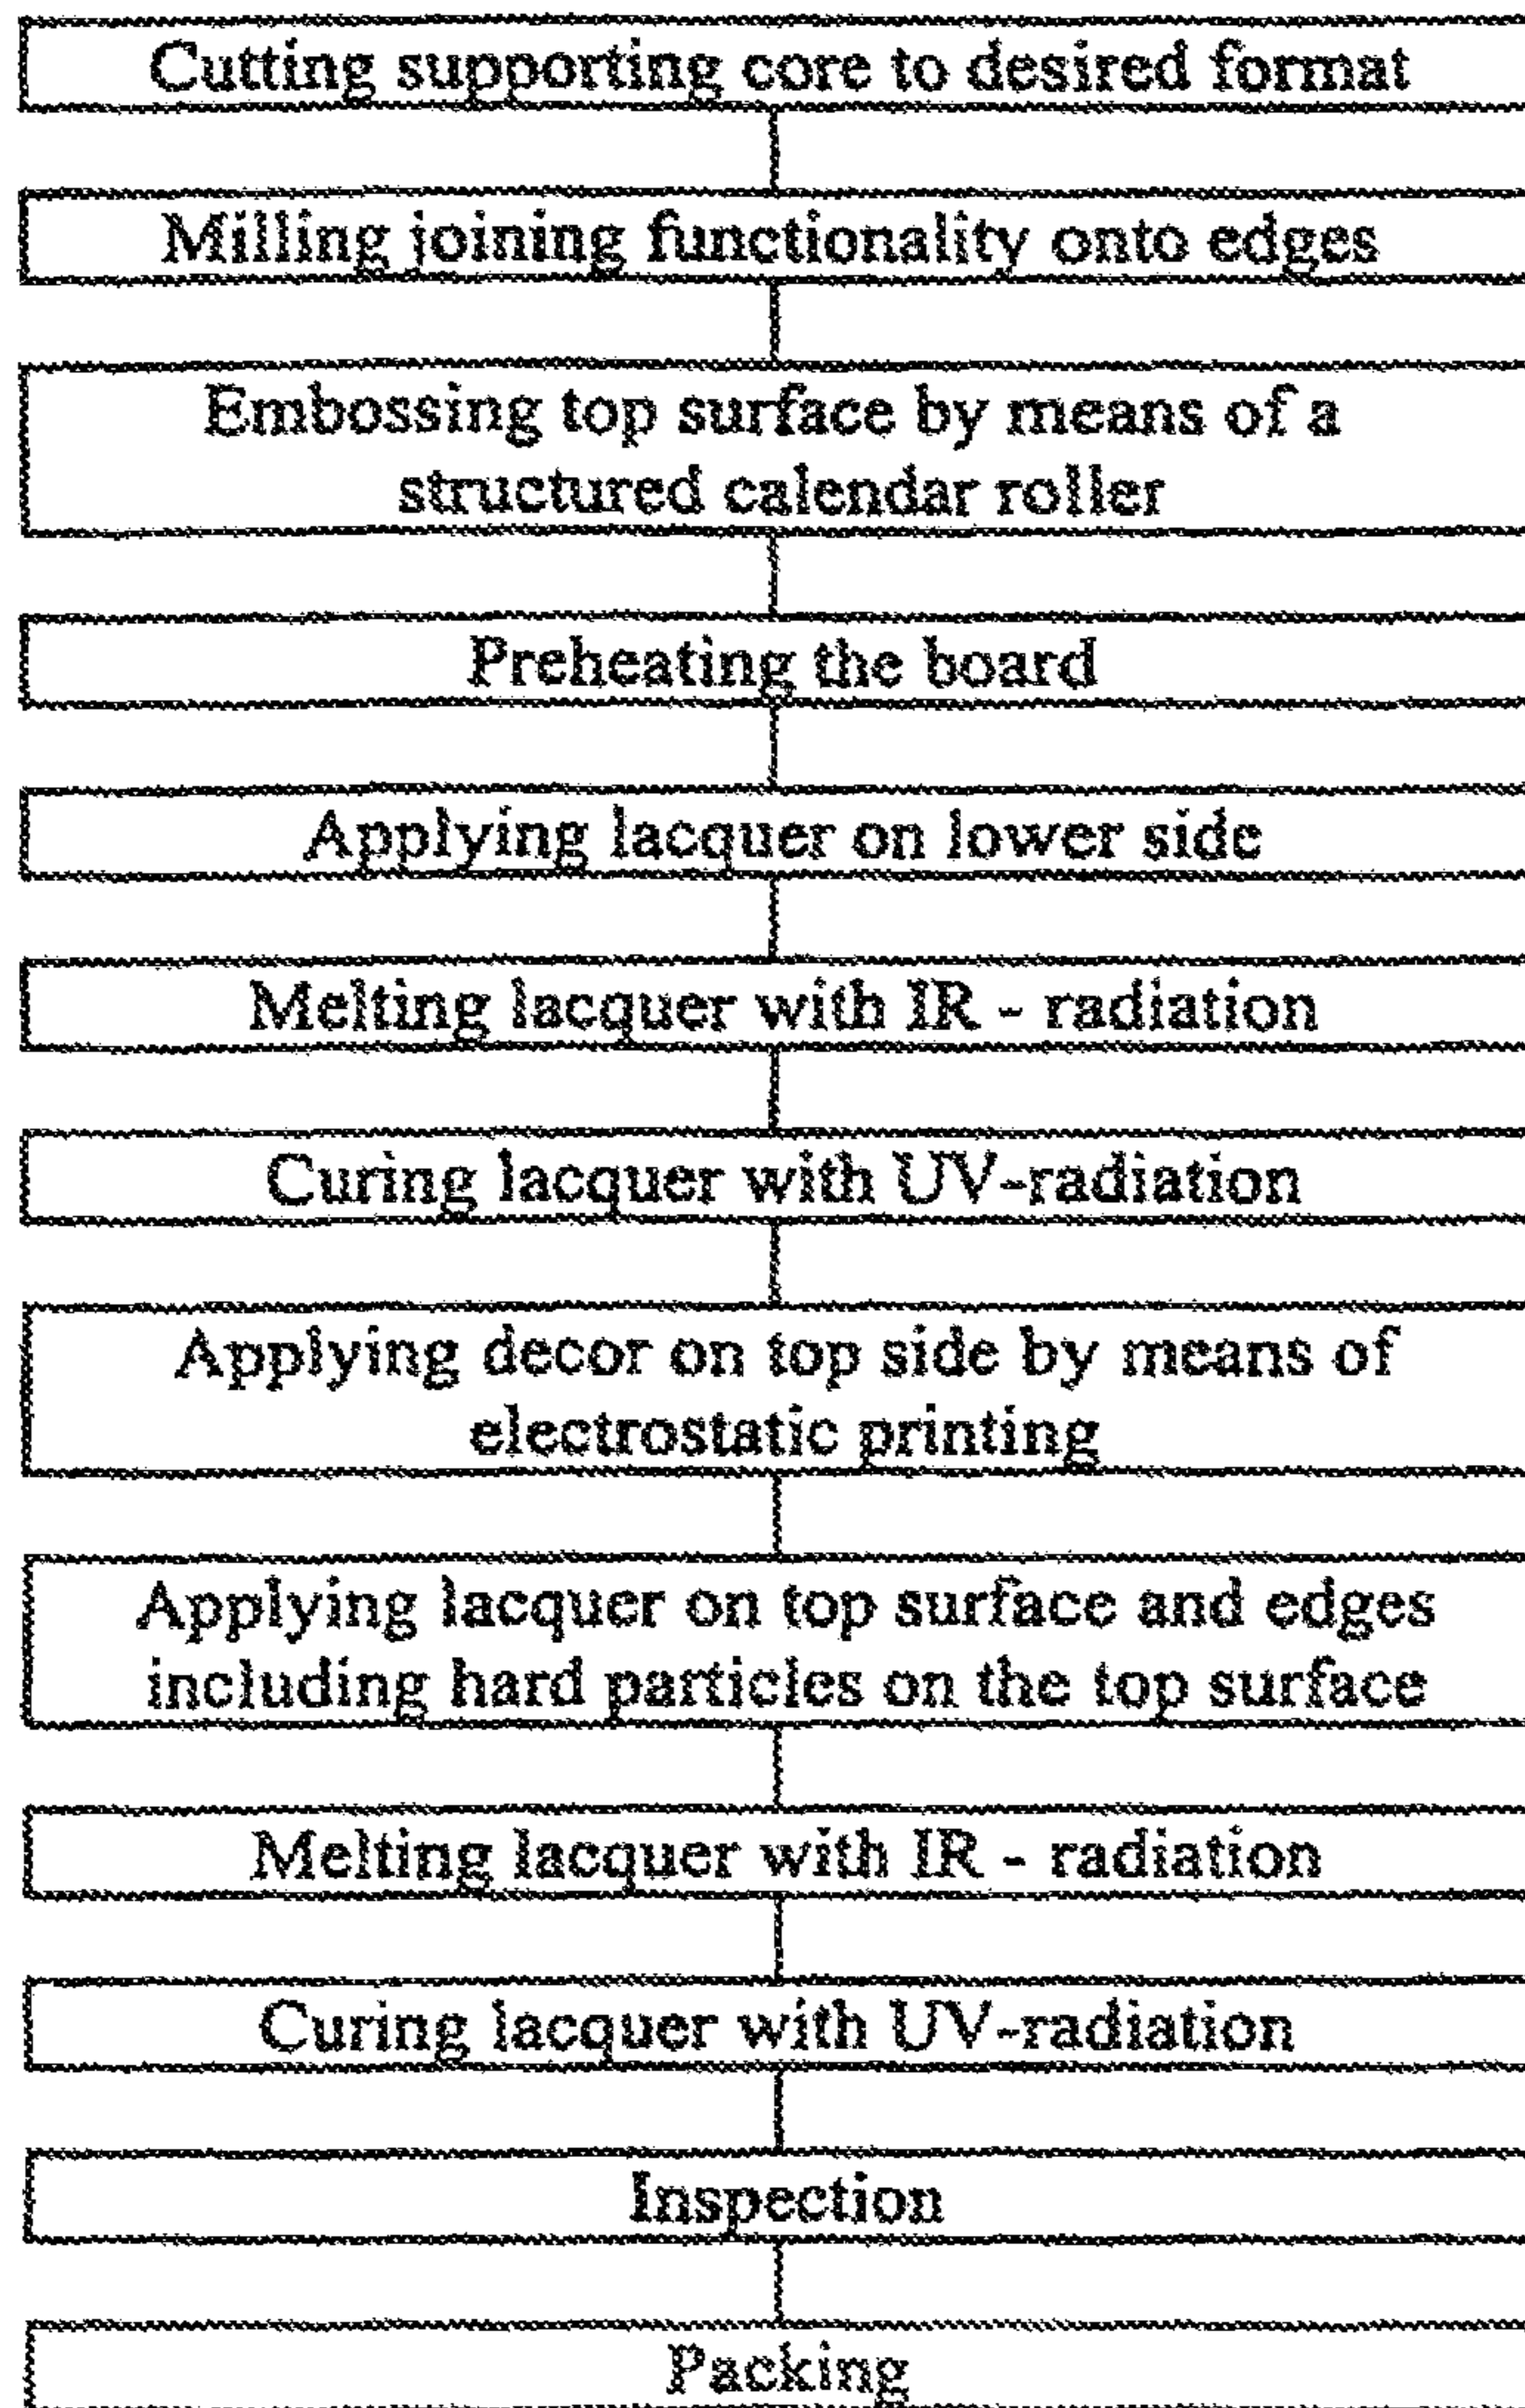 Cutting supporting core to desired format
Milling joining functionality onto edges
Embossing top surface by means of a
structured calendar roller
Preheating the board
Applying lacquer on lower side
Melting lacquer with IR - radiation
Curing lacquer with UV-radiation
Applying decor on top side by means of
electrostatic printing
Applying lacquer on top surface and edges
including hard particles on the top surface
Melting lacquer with IR - radiation
Curing lacquer with UV-radiation
Inspection
Packing